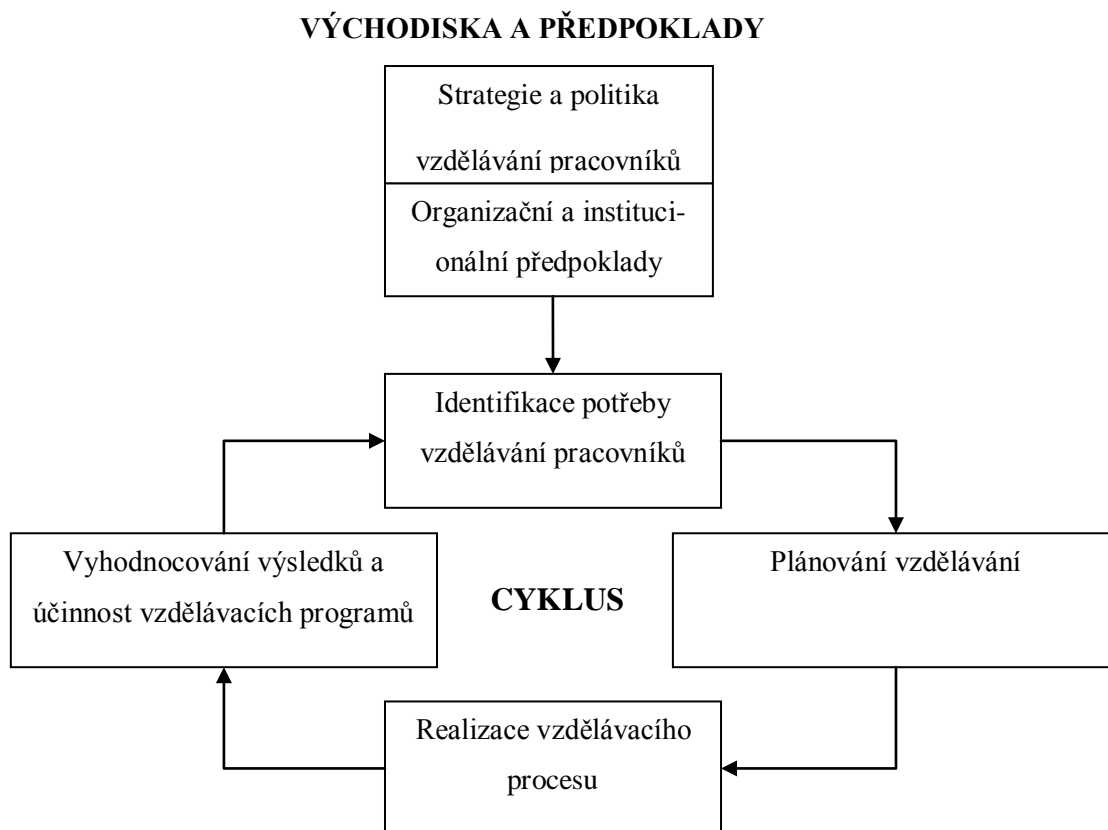 VÝCHODISKA A PŘEDPOKLADY
Strategie a politika
vzdělávání pracovníků
Organizační a instituci-
onální předpoklady
Identifikace potřeby
vzdělávání pracovníků
Vyhodnocování výsledků a
účinnost vzdělávacích programů
CYKLUS
Plánování vzdělávání
Realizace vzdělávacího
procesu